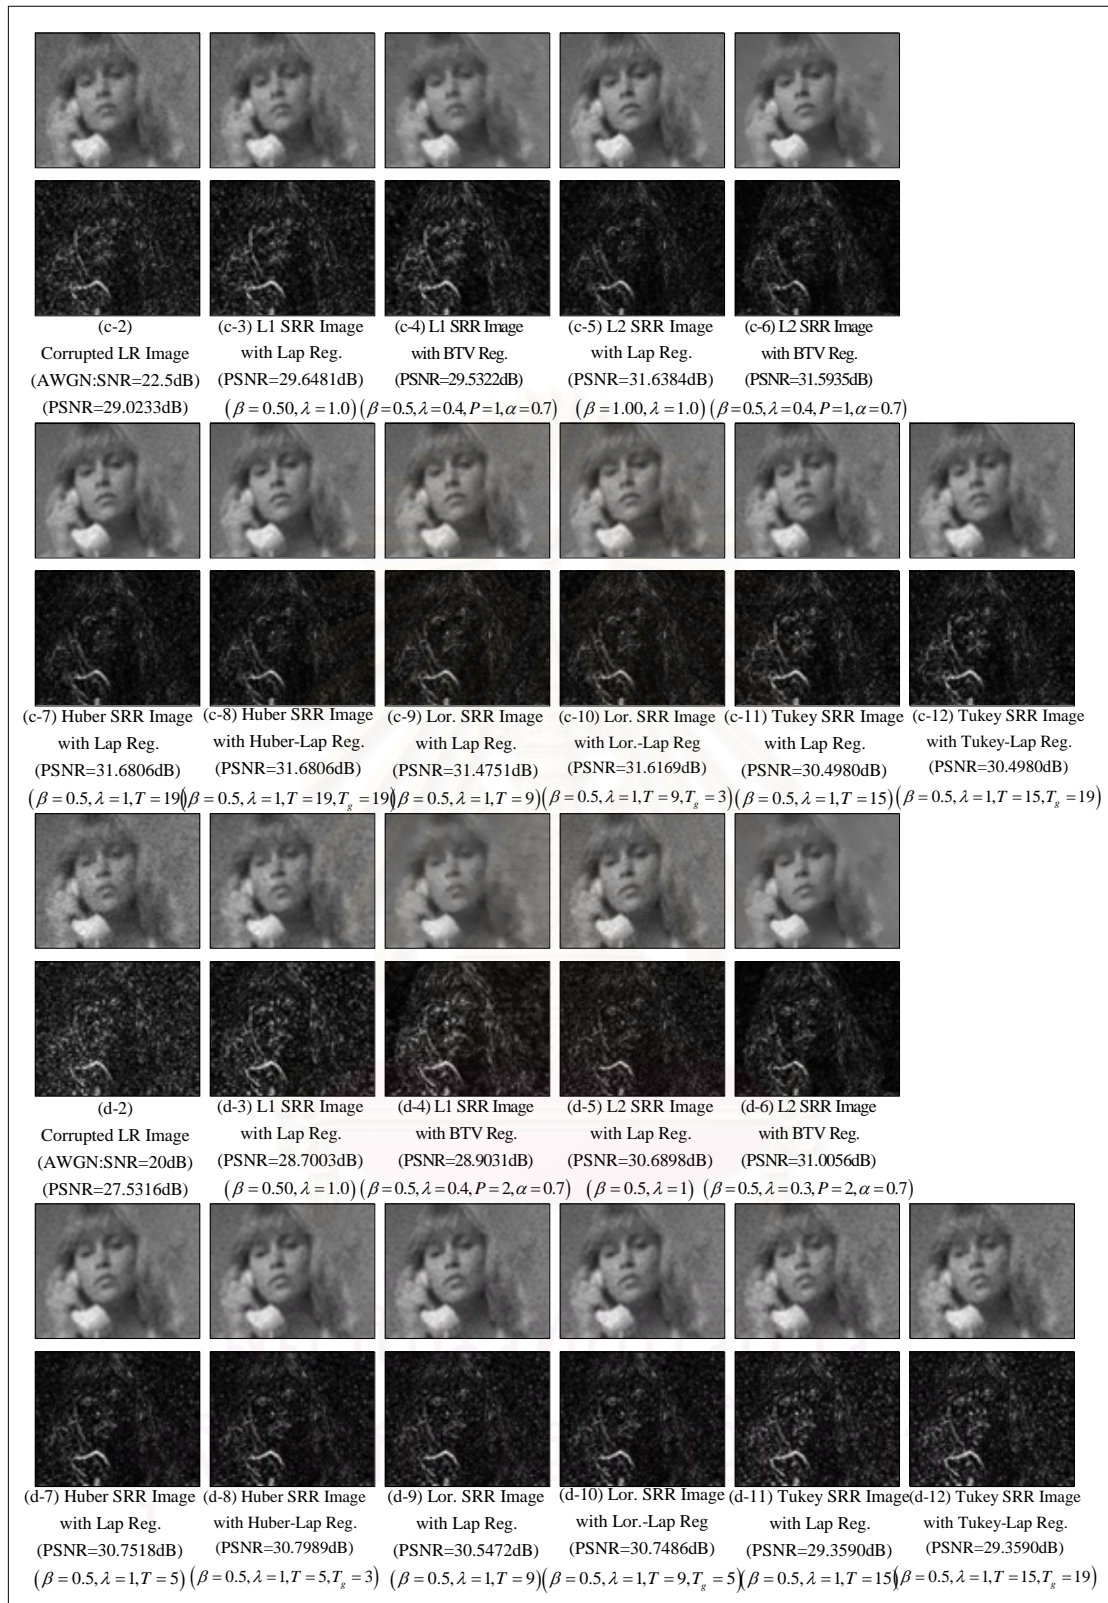 (c-2)
Corrupted LR Image
(AWGN:SNR=22.5dB)
(PSNR=29.0233dB)
(c-3) L1 SRR Image
with Lap Reg.
(PSNR=29.6481dB)
(β = 0.50, λ = 1.0)
(c-4) L1 SRR Image
with BTV Reg.
(PSNR=29.5322dB)
(β = 0.5, λ = 0.4, P = 1, α = 0.7)
(c-5) L2 SRR Image
with Lap Reg.
(PSNR=31.6384dB)
(β = 1.00, λ = 1.0)
(c-6) L2 SRR Image
with BTV Reg.
(PSNR=31.5935dB)
(β = 0.5, λ = 0.4, P = 1, α = 0.7)
(c-7) Huber SRR Image
with Lap Reg.
(PSNR=31.6806dB)
(β = 0.5, λ = 1, T = 19)
(c-8) Huber SRR Image
with Huber-Lap Reg.
(PSNR=31.6806dB)
(β = 0.5, λ = 1, T = 19, T_g = 19)
(c-9) Lor. SRR Image
with Lap Reg.
(PSNR=31.4751dB)
(β = 0.5, λ = 1, T = 9)
(c-10) Lor. SRR Image
with Lor.-Lap Reg
(PSNR=31.6169dB)
(β = 0.5, λ = 1, T = 9, T_g = 3)
(c-11) Tukey SRR Image
with Lap Reg.
(PSNR=30.4980dB)
(β = 0.5, λ = 1, T = 15)
(c-12) Tukey SRR Image
with Tukey-Lap Reg.
(PSNR=30.4980dB)
(β = 0.5, λ = 1, T = 15, T_g = 19)
(d-2)
Corrupted LR Image
(AWGN:SNR=20dB)
(PSNR=27.5316dB)
(d-3) L1 SRR Image
with Lap Reg.
(PSNR=28.7003dB)
(β = 0.50, λ = 1.0)
(d-4) L1 SRR Image
with BTV Reg.
(PSNR=28.9031dB)
(β = 0.5, λ = 0.4, P = 2, α = 0.7)
(d-5) L2 SRR Image
with Lap Reg.
(PSNR=30.6898dB)
(β = 0.5, λ = 1)
(d-6) L2 SRR Image
with BTV Reg.
(PSNR=31.0056dB)
(β = 0.5, λ = 0.3, P = 2, α = 0.7)
(d-7) Huber SRR Image
with Lap Reg.
(PSNR=30.7518dB)
(β = 0.5, λ = 1, T = 5)
(d-8) Huber SRR Image
with Huber-Lap Reg.
(PSNR=30.7989dB)
(β = 0.5, λ = 1, T = 5, T_g = 3)
(d-9) Lor. SRR Image
with Lap Reg.
(PSNR=30.5472dB)
(β = 0.5, λ = 1, T = 9)
(d-10) Lor. SRR Image
with Lor.-Lap Reg
(PSNR=30.7486dB)
(β = 0.5, λ = 1, T = 9, T_g = 5)
(d-11) Tukey SRR Image
with Lap Reg.
(PSNR=29.3590dB)
(β = 0.5, λ = 1, T = 15)
(d-12) Tukey SRR Image
with Tukey-Lap Reg.
(PSNR=29.3590dB)
(β = 0.5, λ = 1, T = 15, T_g = 19)